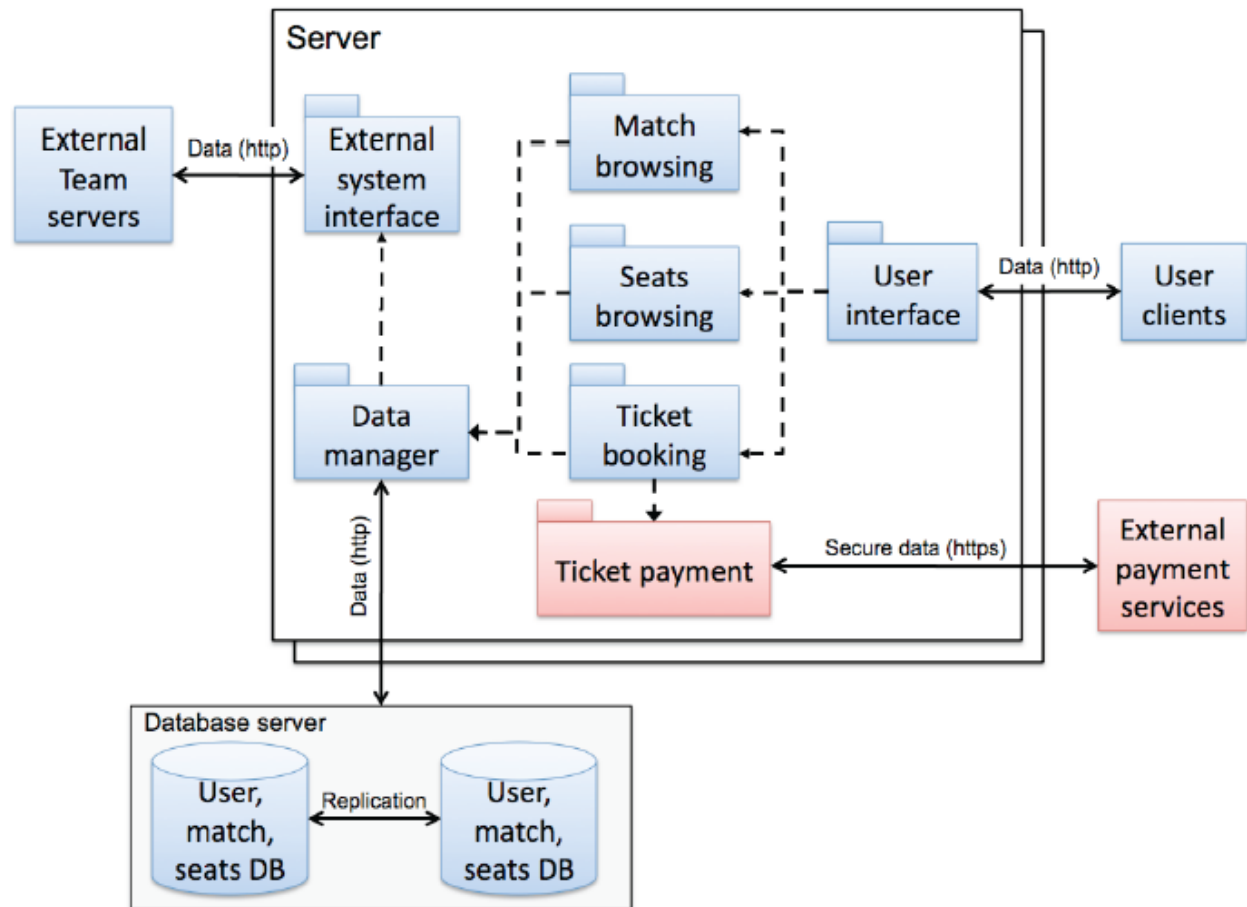 Server
External
Team
servers
Data (http)
External
system
interface
Match
browsing
Seats
browsing
User
interface
Data (http)
User
clients
Data
manager
Ticket
booking
Ticket payment
Secure data (https)
External
payment
services
Data (http)
Database server
User,
match,
seats DB
Replication
User,
match,
seats DB